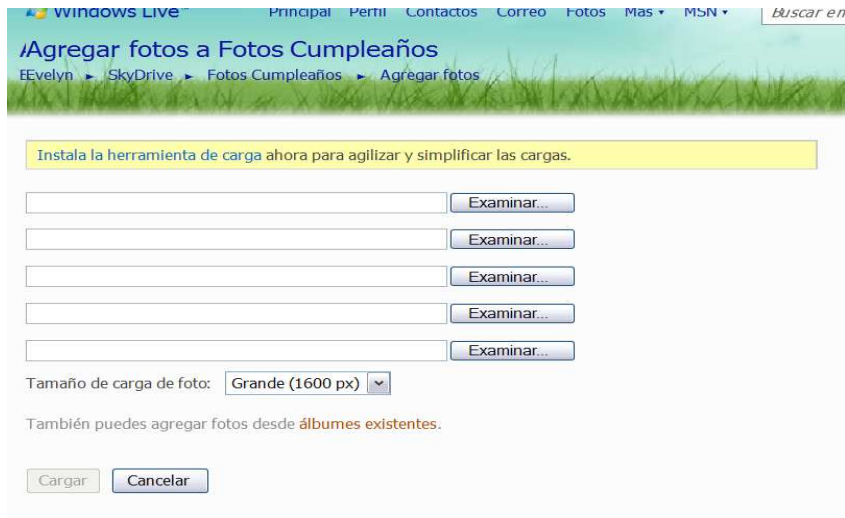 Windows Live™ Principal Perfil Contactos Correo Fotos Más MSN Buscar en
Agregar fotos a Fotos Cumpleaños
EEvelyn ► SkyDrive ► Fotos Cumpleaños ► Agregar fotos
Instala la herramienta de carga ahora para agilizar y simplificar las cargas.
Examinar...
Examinar...
Examinar...
Examinar...
Examinar...
Tamaño de carga de foto: Grande (1600 px)
También puedes agregar fotos desde álbumes existentes.
Cargar Cancelar